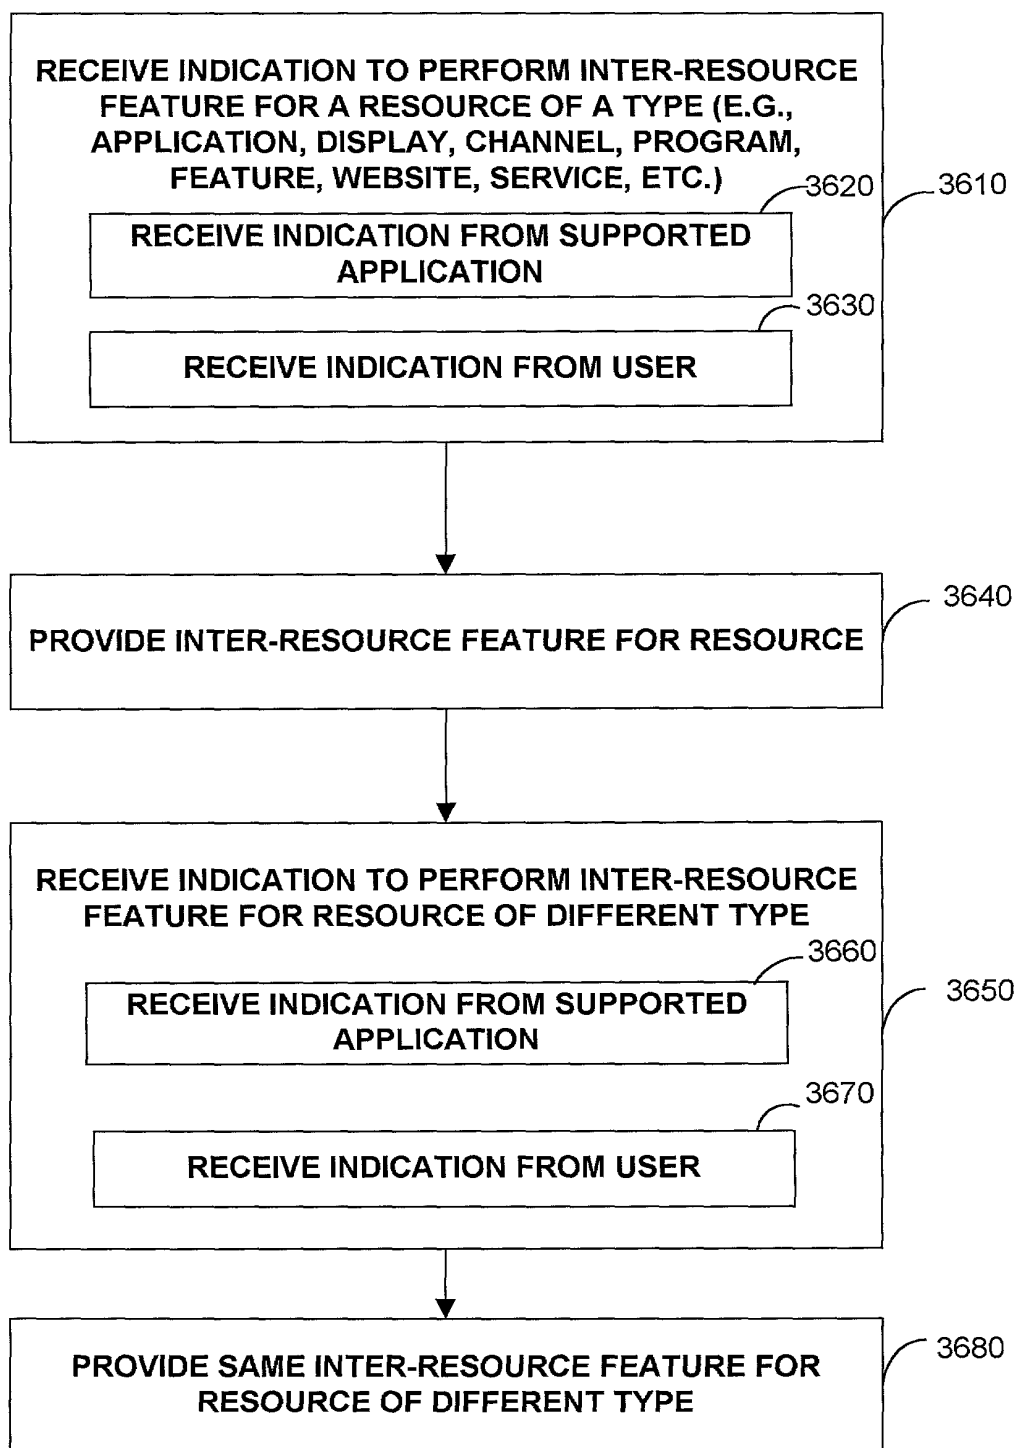 RECEIVE INDICATION TO PERFORM INTER-RESOURCE
FEATURE FOR A RESOURCE OF A TYPE (E.G.,
APPLICATION, DISPLAY, CHANNEL, PROGRAM,
FEATURE, WEBSITE, SERVICE, ETC.)
3620
3610
RECEIVE INDICATION FROM SUPPORTED
APPLICATION
3630
RECEIVE INDICATION FROM USER
3640
PROVIDE INTER-RESOURCE FEATURE FOR RESOURCE
RECEIVE INDICATION TO PERFORM INTER-RESOURCE
FEATURE FOR RESOURCE OF DIFFERENT TYPE
3660
3650
RECEIVE INDICATION FROM SUPPORTED
APPLICATION
3670
RECEIVE INDICATION FROM USER
3680
PROVIDE SAME INTER-RESOURCE FEATURE FOR
RESOURCE OF DIFFERENT TYPE